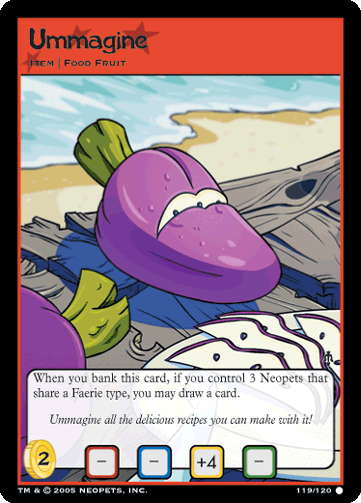 Ummagine
Item | Food Fruit
When you bank this card, if you control 3 Neopets that
share a Faerie type, you may draw a card.
Ummagine all the delicious recipes you can make with it!
2
–
–
+4
–
TM & © 2005 NEOPETS, INC.
119/120